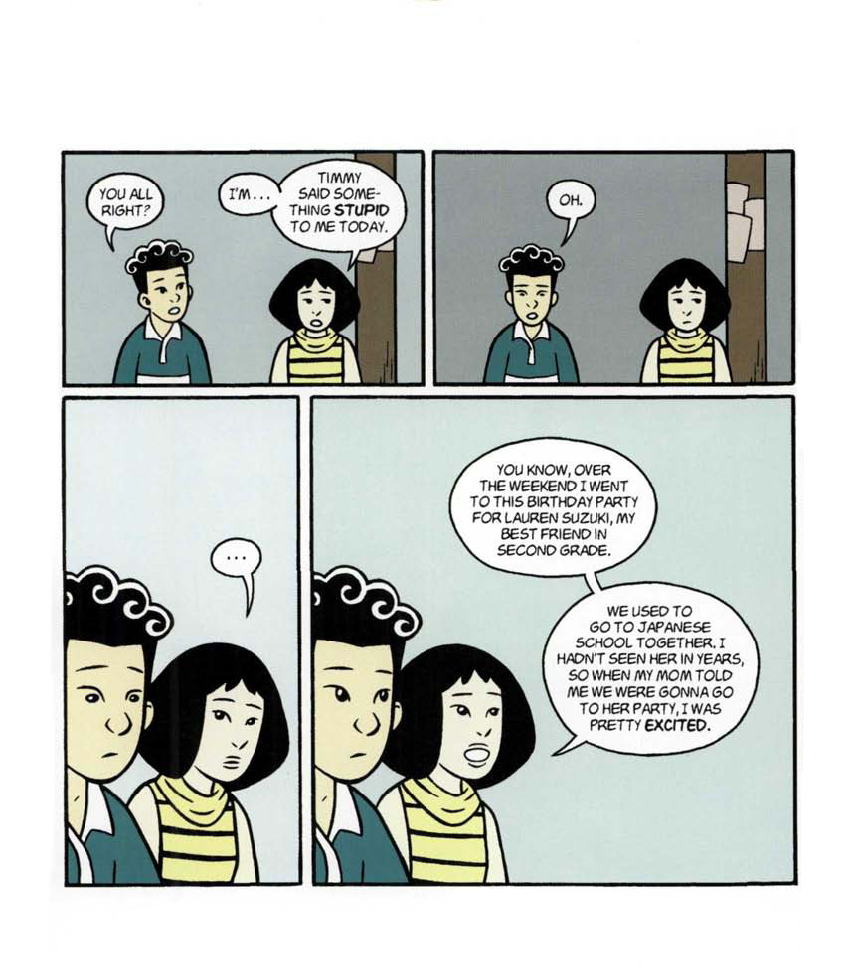 YOU ALL
RIGHT?
I'M...
TIMMY
SAID SOME-
THING STUPID
TO ME TODAY.
OH.
...
YOU KNOW, OVER
THE WEEKEND I WENT
TO THIS BIRTHDAY PARTY
FOR LAUREN SUZUKI, MY
BEST FRIEND IN
SECOND GRADE.
WE USED TO
GO TO JAPANESE
SCHOOL TOGETHER. I
HADN'T SEEN HER IN YEARS,
SO WHEN MY MOM TOLD
ME WE WERE GONNA GO
TO HER PARTY, I WAS
PRETTY EXCITED.